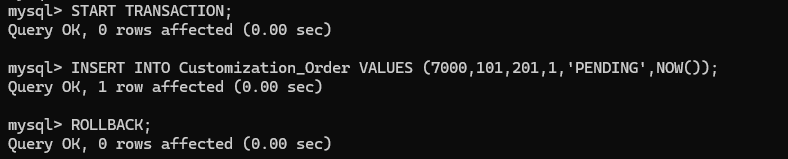 mysql> START TRANSACTION;
Query OK, 0 rows affected (0.00 sec)
mysql> INSERT INTO Customization_Order VALUES (7000,101,201,1,'PENDING',NOW());
Query OK, 1 row affected (0.00 sec)
mysql> ROLLBACK;
Query OK, 0 rows affected (0.00 sec)